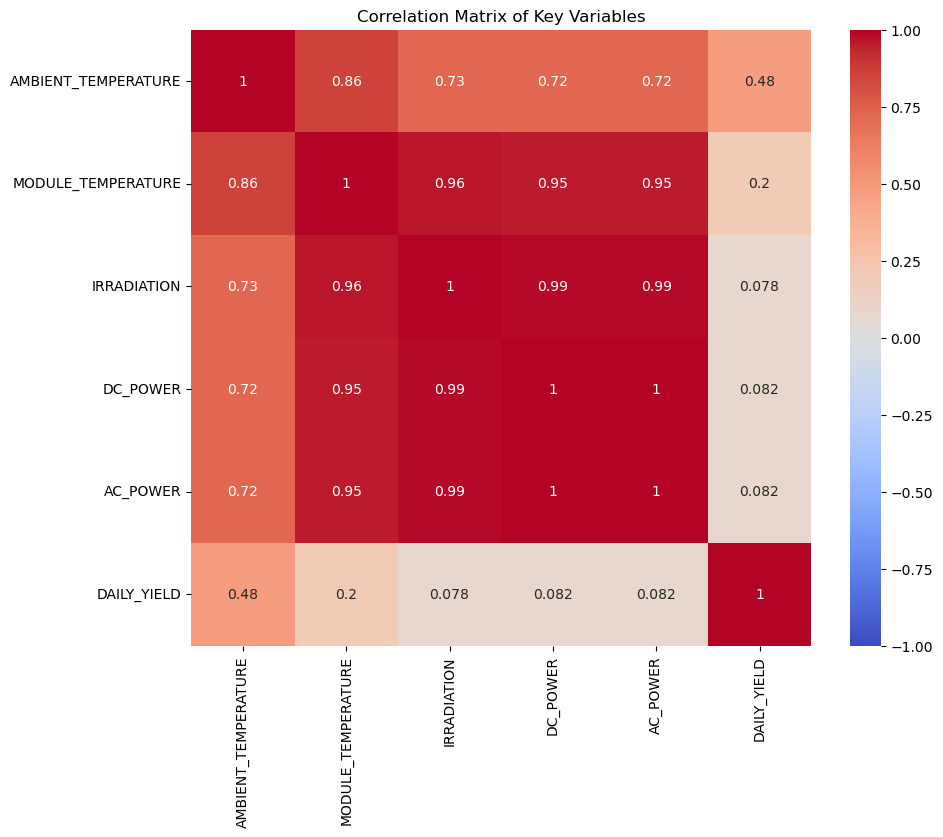 Correlation Matrix of Key Variables
AMBIENT_TEMPERATURE 1 0.86 0.73 0.72 0.72 0.48
MODULE_TEMPERATURE 0.86 1 0.96 0.95 0.95 0.2
IRRADIATION 0.73 0.96 1 0.99 0.99 0.078
DC_POWER 0.72 0.95 0.99 1 1 0.082
AC_POWER 0.72 0.95 0.99 1 1 0.082
DAILY_YIELD 0.48 0.2 0.078 0.082 0.082 1
AMBIENT_TEMPERATURE
MODULE_TEMPERATURE
IRRADIATION
DC_POWER
AC_POWER
DAILY_YIELD
1.00
0.75
0.50
0.25
0.00
−0.25
−0.50
−0.75
−1.00